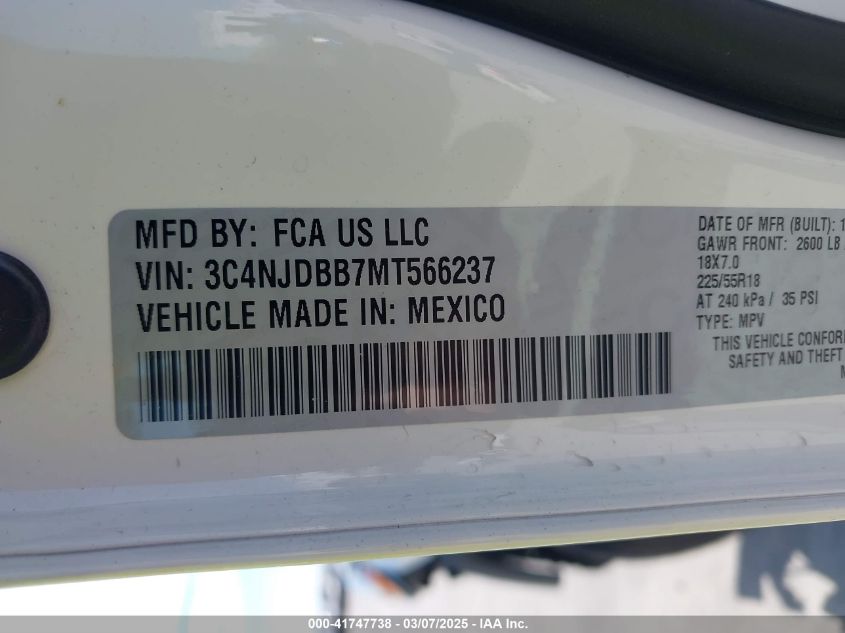 MFD BY: FCA US LLC
VIN: 3C4NJDBB7MT566237
VEHICLE MADE IN: MEXICO
DATE OF MFR (BUILT): 1
GAWR FRONT: 2600 LB
18X7.0
225/55R18
AT 240 kPa / 35 PSI
TYPE: MPV
THIS VEHICLE CONFOR
SAFETY AND THEFT
000-41747738 - 03/07/2025 - IAA Inc.